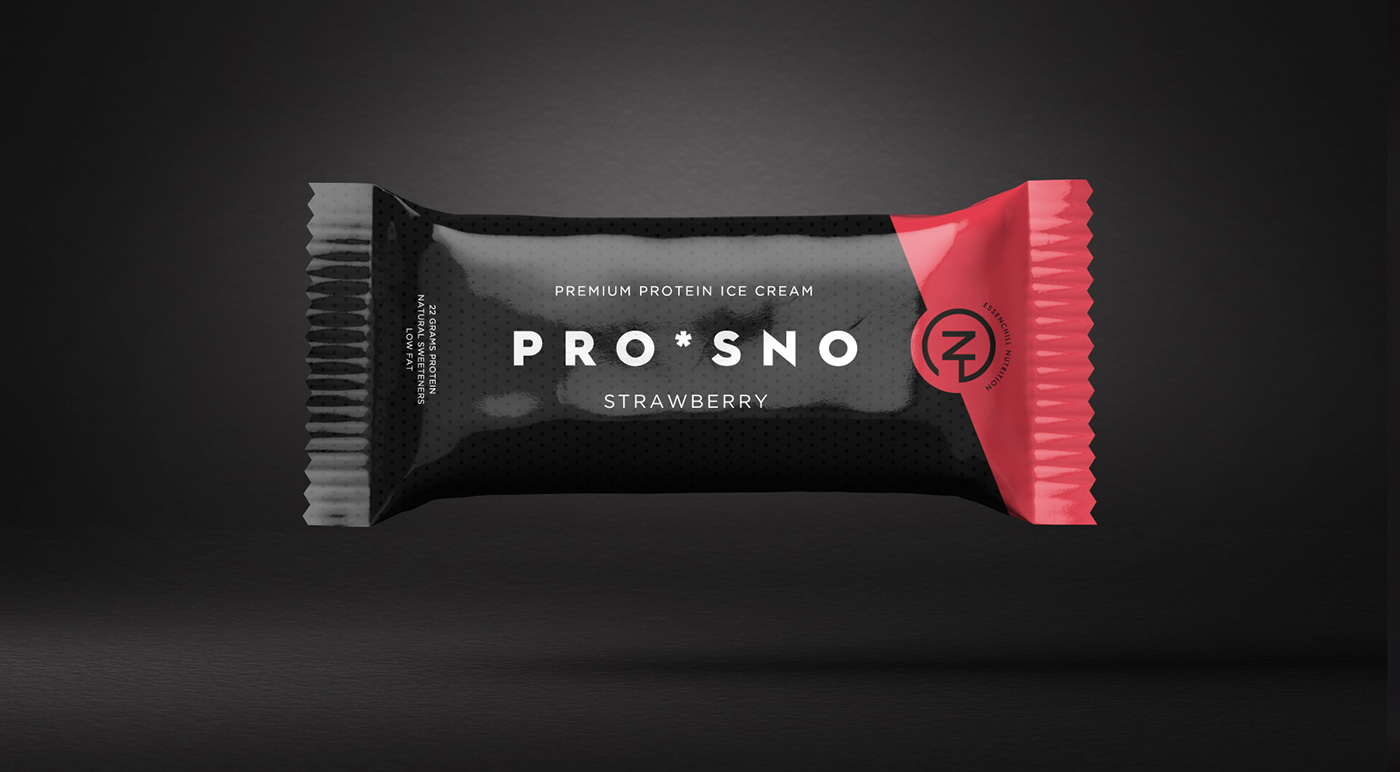 PREMIUM PROTEIN ICE CREAM
PRO*SNO
STRAWBERRY
22 GRAMS PROTEIN
NATURAL SWEETENERS
LOW FAT
ESSENCHILL NUTRITION
N